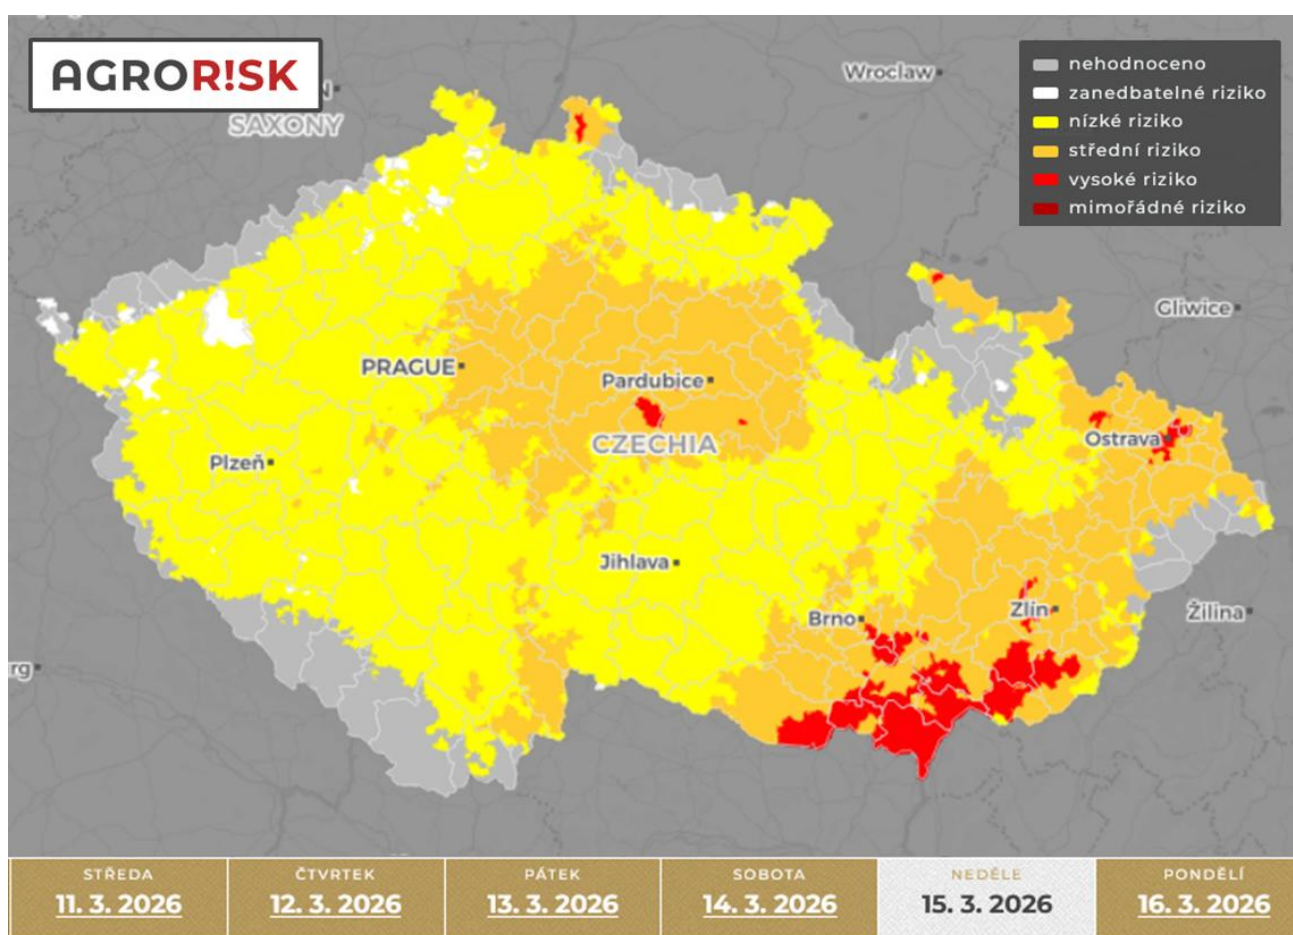 AGROR!SK
N
SAXONY
Wroclaw
nehodnoceno
zanedbatelné riziko
nízké riziko
střední riziko
vysoké riziko
mimořádné riziko
Gliwice
PRAGUE
Pardubice
CZECHIA
Ostrava
Plzeň
Jihlava
Brno
Zlín
Žilina
rg
STŘEDA
11. 3. 2026
ČTVRTEK
12. 3. 2026
PÁTEK
13. 3. 2026
SOBOTA
14. 3. 2026
NEDĚLE
15. 3. 2026
PONDĚLÍ
16. 3. 2026